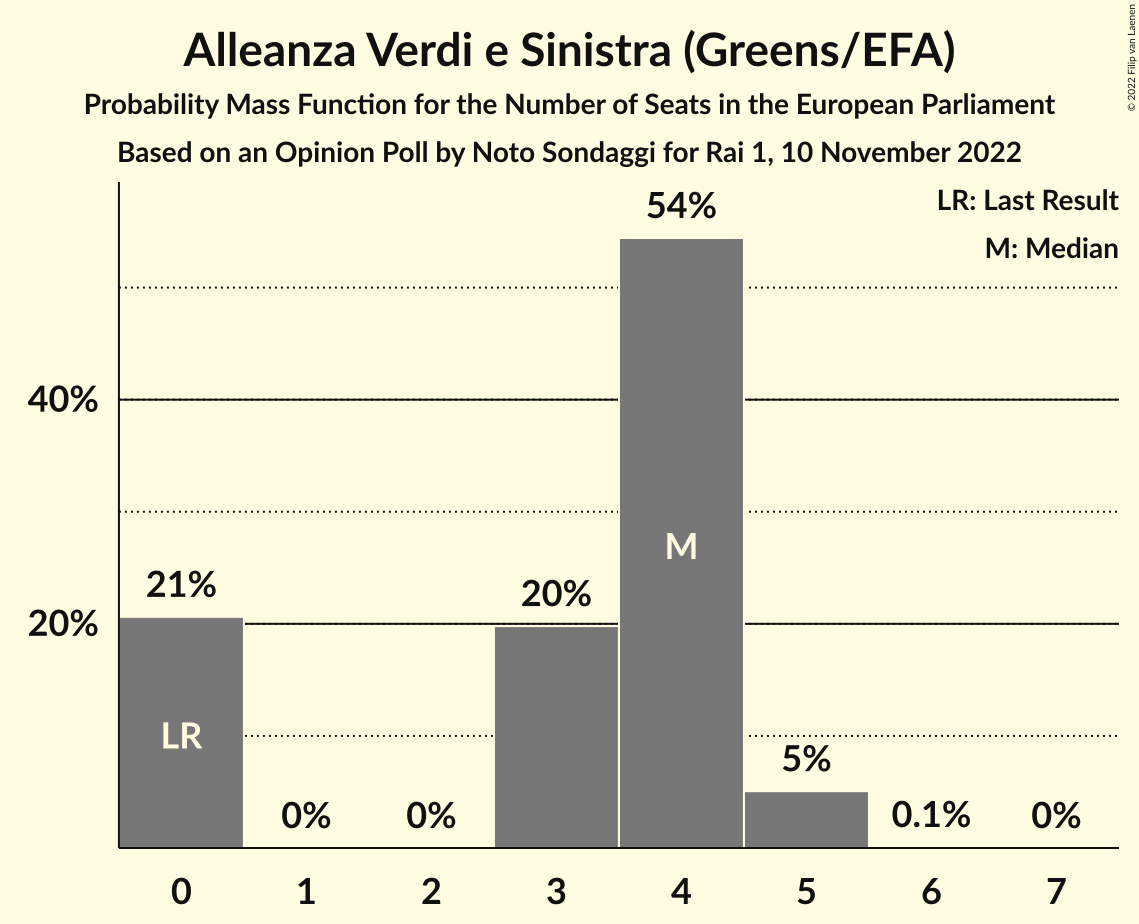 Alleanza Verdi e Sinistra (Greens/EFA)
Probability Mass Function for the Number of Seats in the European Parliament
Based on an Opinion Poll by Noto Sondaggi for Rai 1, 10 November 2022
© 2022 Filip van Laenen
LR: Last Result
M: Median
54%
40%
M
21%
20%
20%
LR
5%
0%
0%
0.1%
0%
0 1 2 3 4 5 6 7